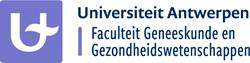 Universiteit Antwerpen
Faculteit Geneeskunde en
Gezondheidswetenschappen